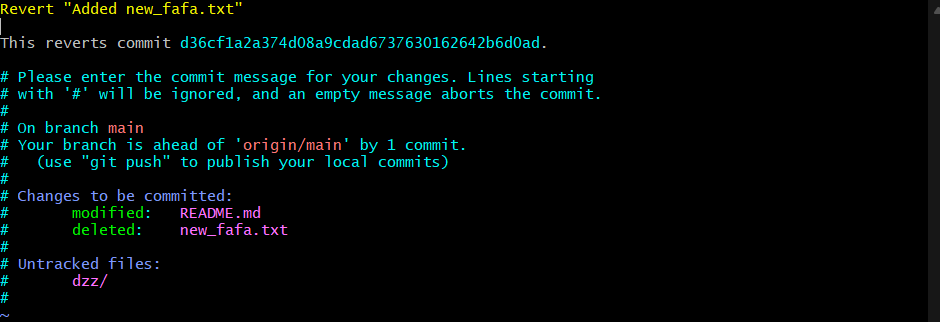 Revert "Added new_fafa.txt"

This reverts commit d36cf1a2a374d08a9cdad6737630162642b6d0ad.

# Please enter the commit message for your changes. Lines starting
# with '#' will be ignored, and an empty message aborts the commit.
#
# On branch main
# Your branch is ahead of 'origin/main' by 1 commit.
#   (use "git push" to publish your local commits)
#
# Changes to be committed:
#       modified:   README.md
#       deleted:    new_fafa.txt
#
# Untracked files:
#       dzz/
#
~